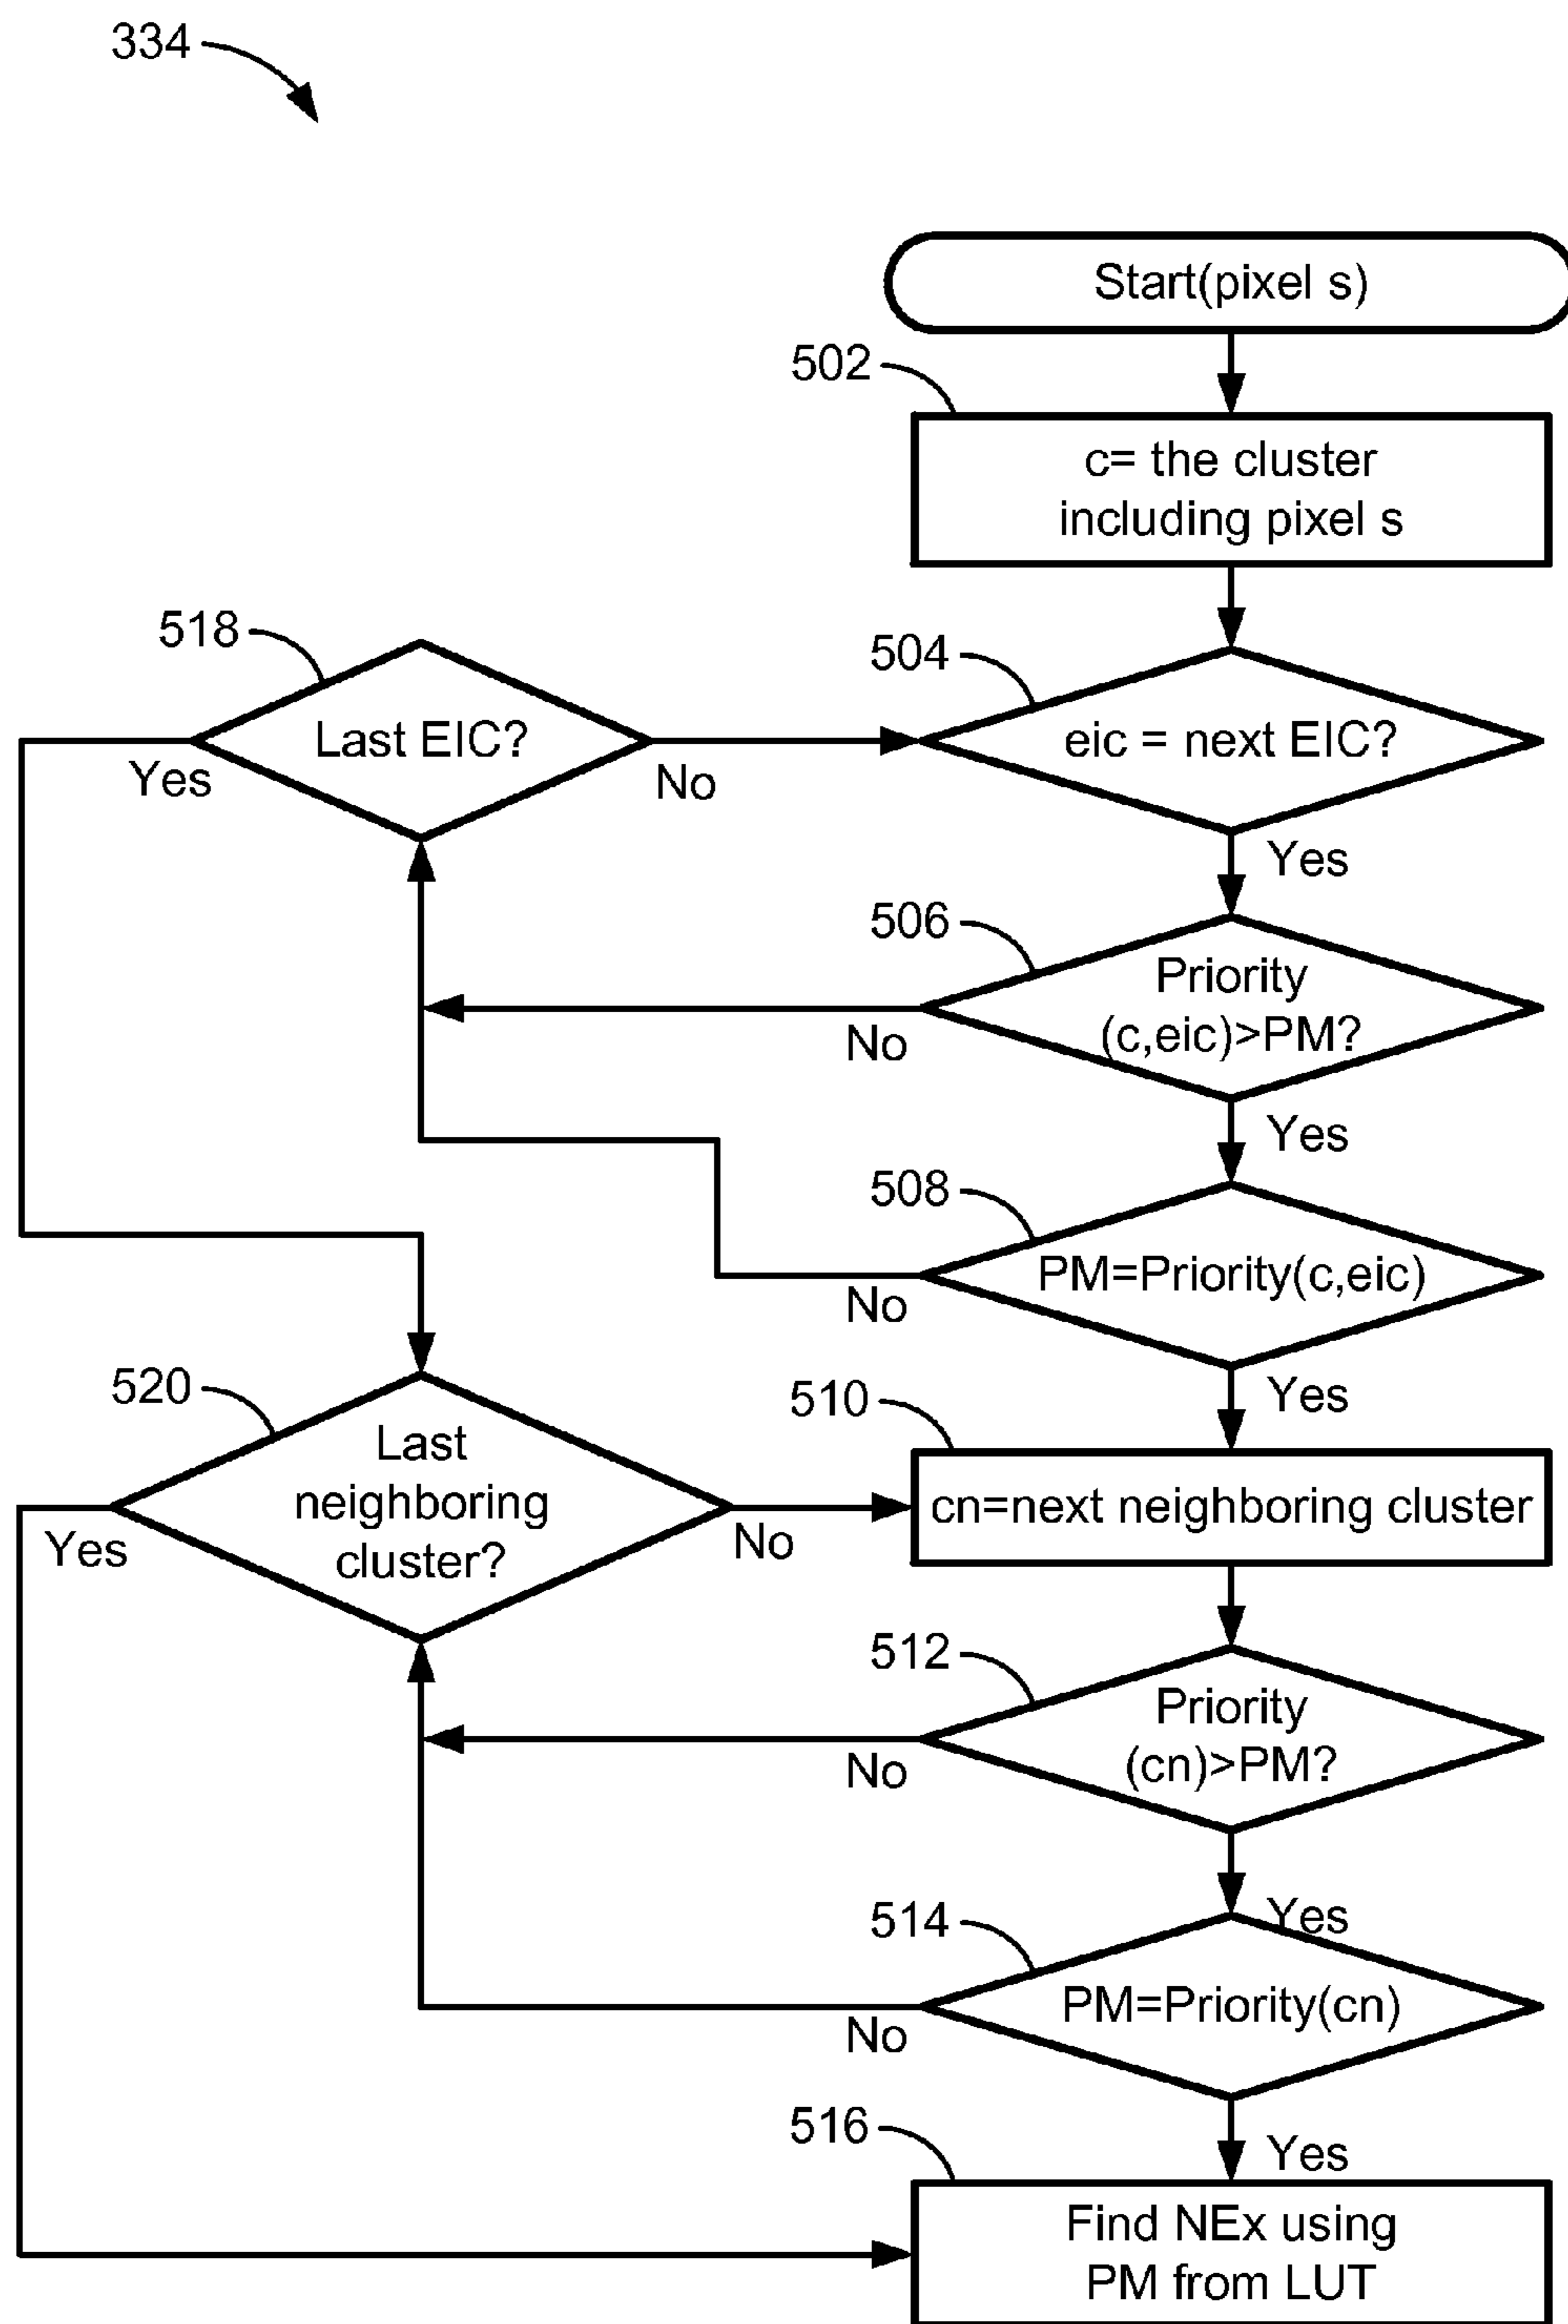 334
Start(pixel s)
502
c= the cluster
including pixel s
518
Last EIC?
Yes
No
504
eic = next EIC?
Yes
506
Priority
(c,eic)>PM?
No
Yes
508
PM=Priority(c,eic)
No
Yes
520
Last
neighboring
cluster?
Yes
No
510
cn=next neighboring cluster
512
Priority
(cn)>PM?
No
Yes
514
PM=Priority(cn)
No
Yes
516
Find NEx using
PM from LUT